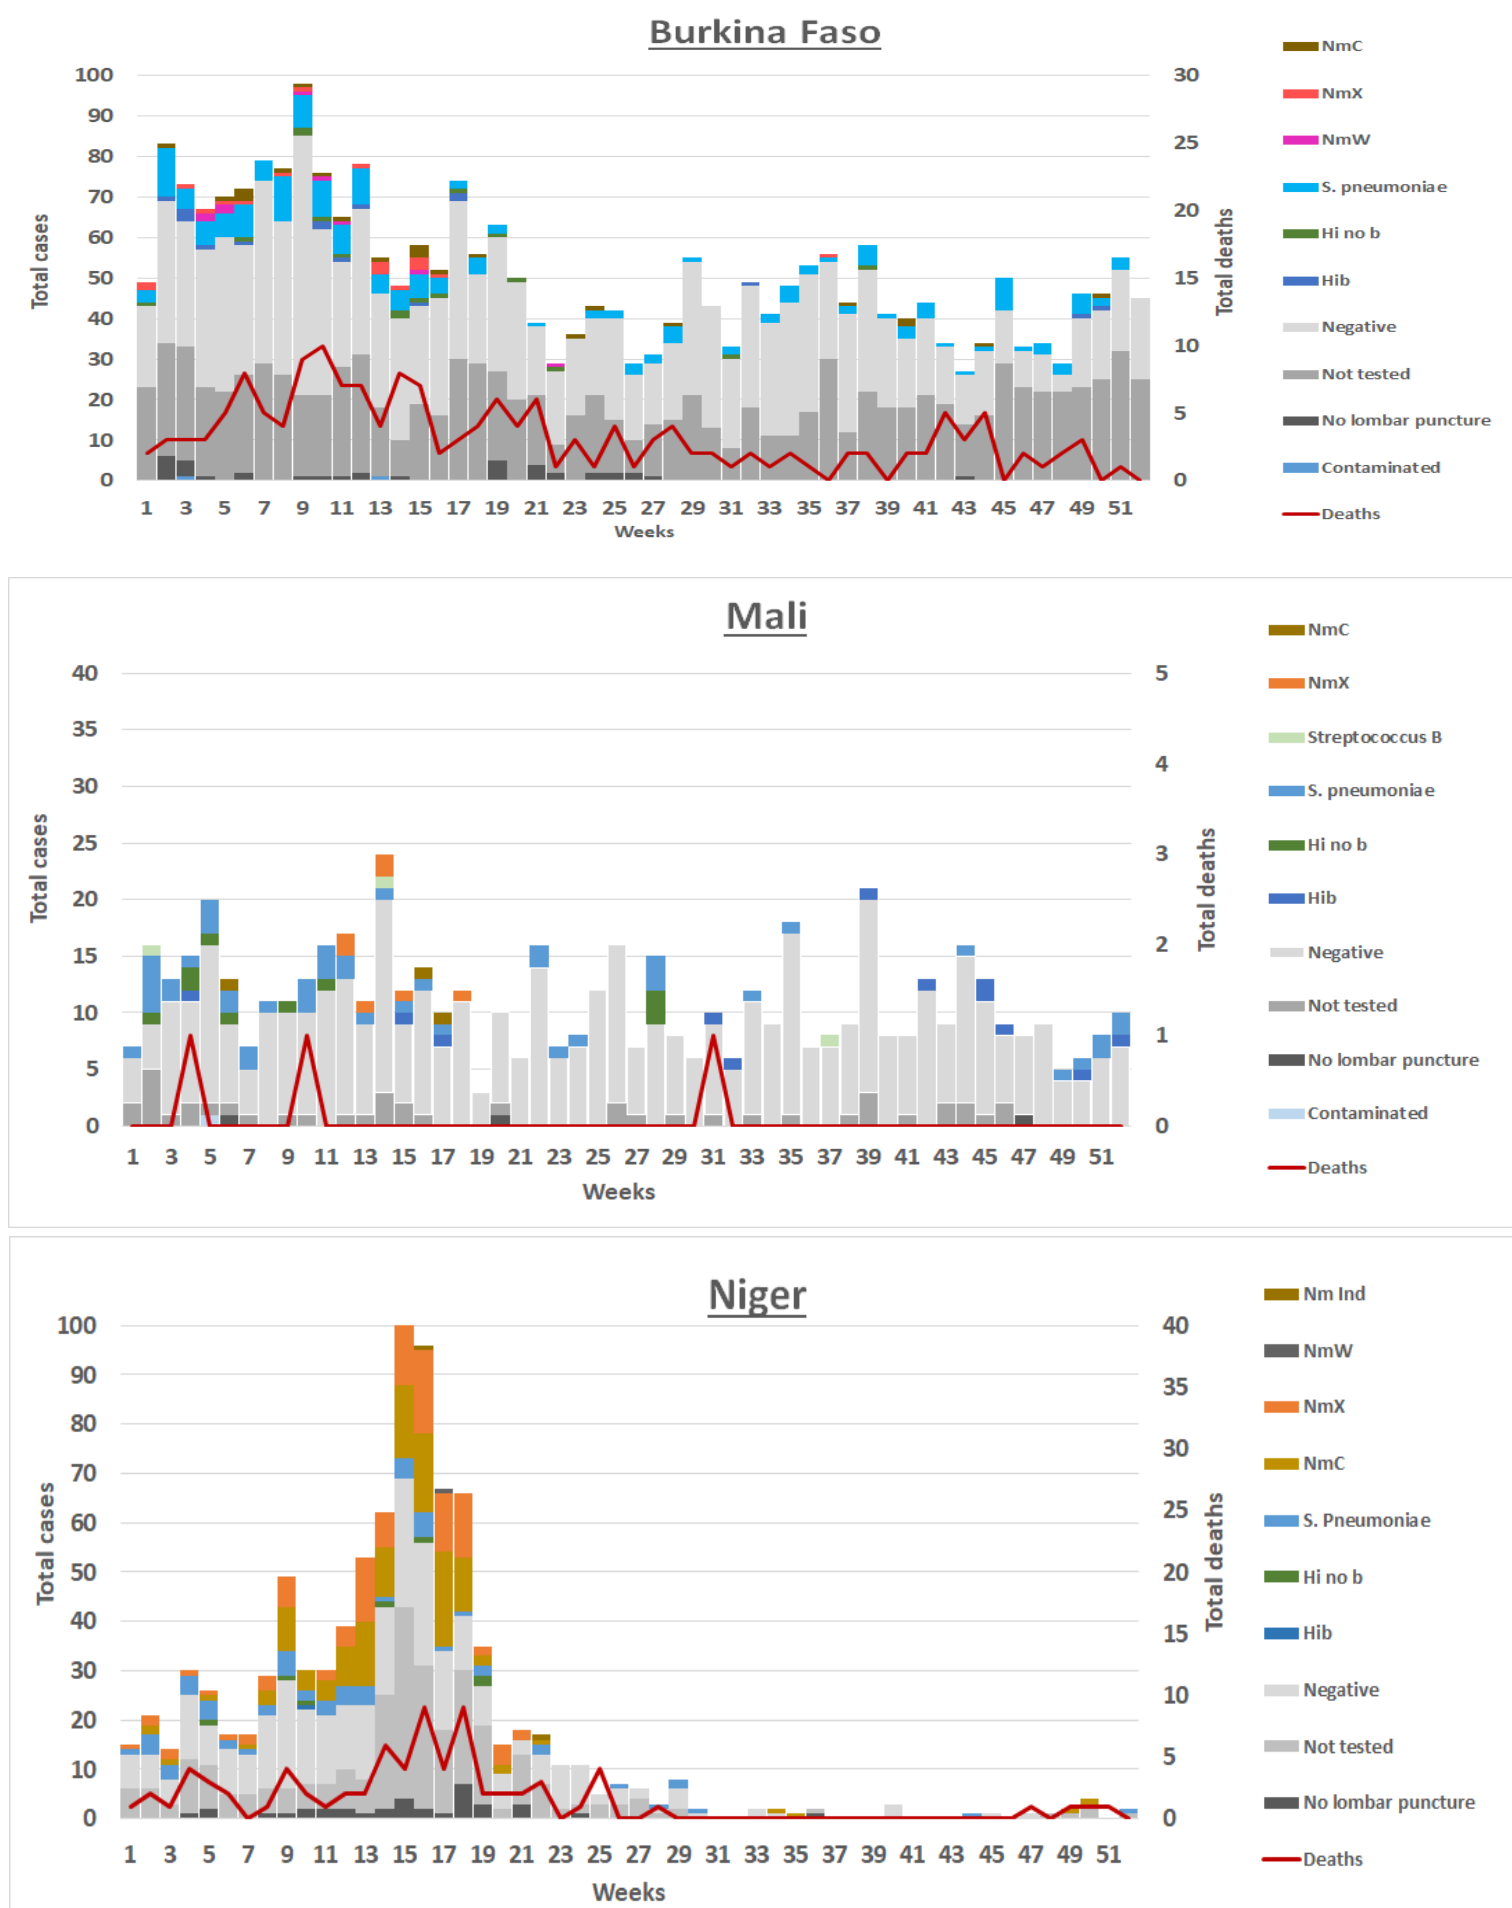 Burkina Faso
100
90
80
70
60
50
40
30
20
10
0
Total cases
30
25
20
15
10
5
0
Total deaths
1 3 5 7 9 11 13 15 17 19 21 23 25 27 29 31 33 35 37 39 41 43 45 47 49 51
Weeks
NmC
NmX
NmW
S. pneumoniae
Hi no b
Hib
Negative
Not tested
No lombar puncture
Contaminated
Deaths
Mali
40
35
30
25
20
15
10
5
0
Total cases
5
4
3
2
1
0
Total deaths
1 3 5 7 9 11 13 15 17 19 21 23 25 27 29 31 33 35 37 39 41 43 45 47 49 51
Weeks
NmC
NmX
Streptococcus B
S. pneumoniae
Hi no b
Hib
Negative
Not tested
No lombar puncture
Contaminated
Deaths
Niger
100
90
80
70
60
50
40
30
20
10
0
Total cases
40
35
30
25
20
15
10
5
0
Total deaths
1 3 5 7 9 11 13 15 17 19 21 23 25 27 29 31 33 35 37 39 41 43 45 47 49 51
Weeks
Nm Ind
NmW
NmX
NmC
S. Pneumoniae
Hi no b
Hib
Negative
Not tested
No lombar puncture
Deaths